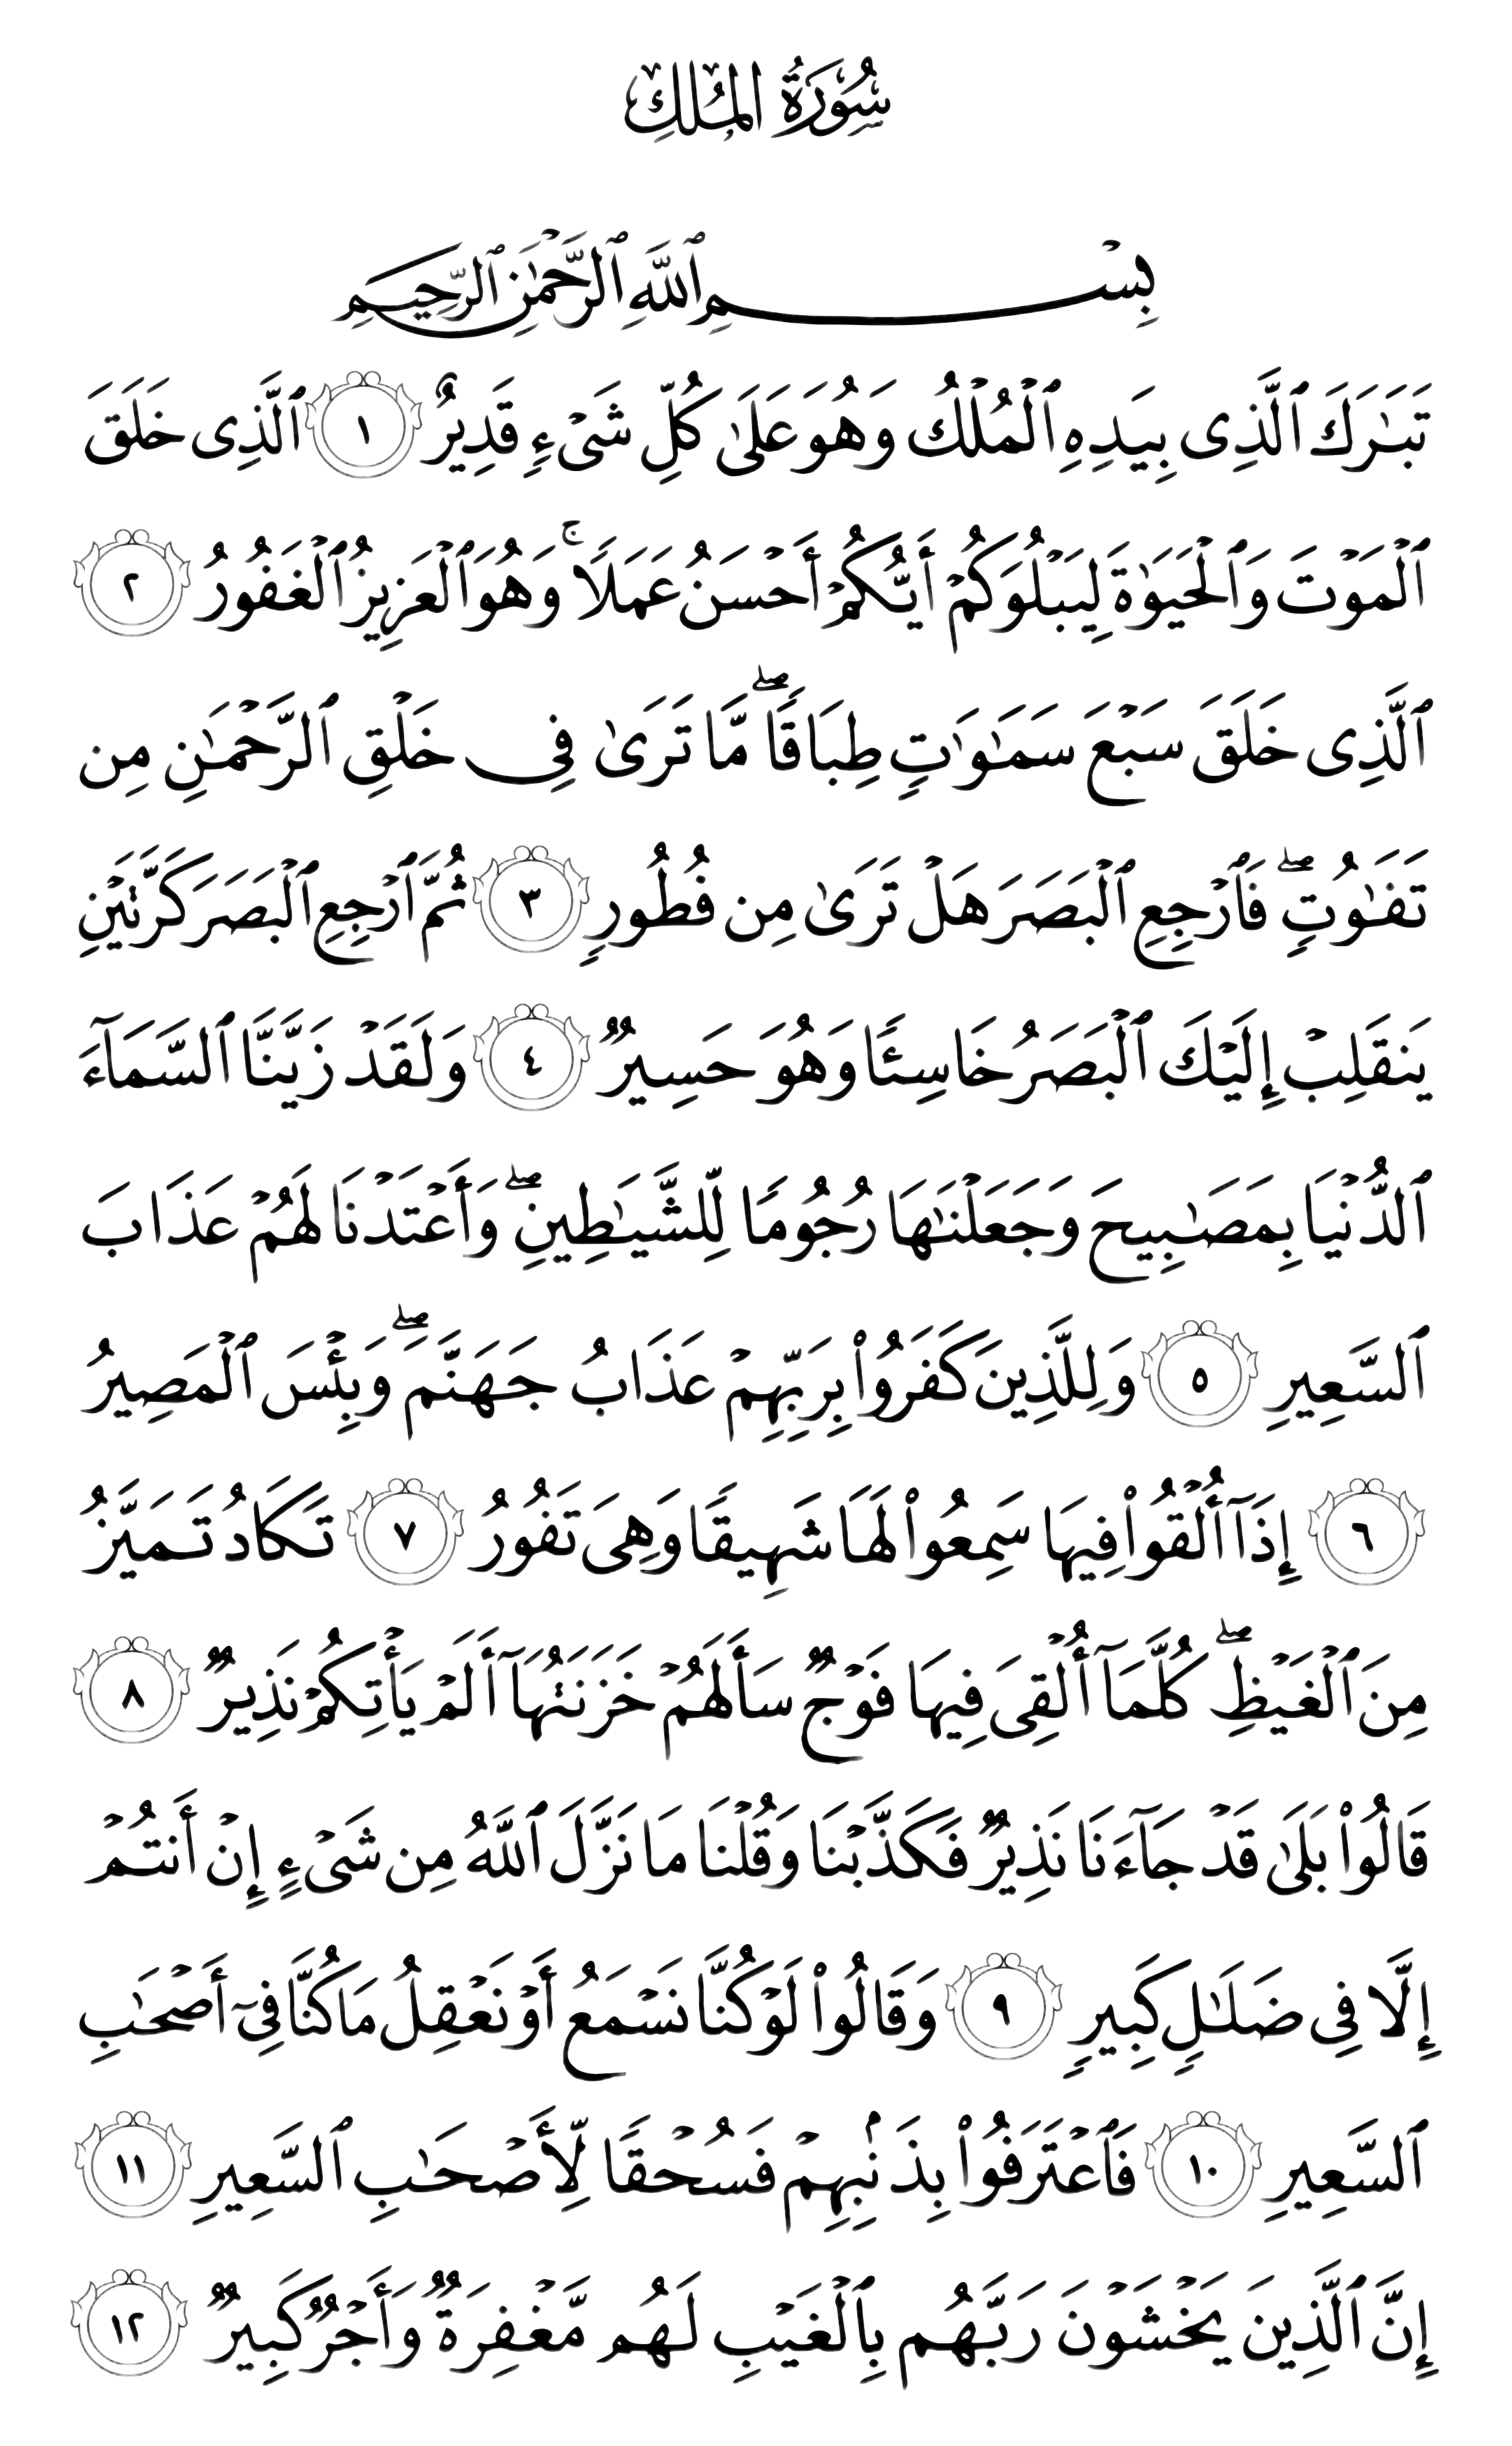 سُورَةُ المُلكِ
بِسْمِ ٱللَّهِ ٱلرَّحْمَٰنِ ٱلرَّحِيمِ
تَبَٰرَكَ ٱلَّذِى بِيَدِهِ ٱلْمُلْكُ وَهُوَ عَلَىٰ كُلِّ شَىْءٍ قَدِيرٌ ١ ٱلَّذِى خَلَقَ
ٱلْمَوْتَ وَٱلْحَيَوٰةَ لِيَبْلُوَكُمْ أَيُّكُمْ أَحْسَنُ عَمَلًا ۚ وَهُوَ ٱلْعَزِيزُ ٱلْغَفُورُ ٢
ٱلَّذِى خَلَقَ سَبْعَ سَمَٰوَٰتٍ طِبَاقًا ۖ مَّا تَرَىٰ فِى خَلْقِ ٱلرَّحْمَٰنِ مِن
تَفَٰوُتٍ ۖ فَٱرْجِعِ ٱلْبَصَرَ هَلْ تَرَىٰ مِن فُطُورٍ ٣ ثُمَّ ٱرْجِعِ ٱلْبَصَرَ كَرَّتَيْنِ
يَنقَلِبْ إِلَيْكَ ٱلْبَصَرُ خَاسِئًا وَهُوَ حَسِيرٌ ٤ وَلَقَدْ زَيَّنَّا ٱلسَّمَآءَ
ٱلدُّنْيَا بِمَصَٰبِيحَ وَجَعَلْنَٰهَا رُجُومًا لِّلشَّيَٰطِينِ ۖ وَأَعْتَدْنَا لَهُمْ عَذَابَ
ٱلسَّعِيرِ ٥ وَلِلَّذِينَ كَفَرُوا۟ بِرَبِّهِمْ عَذَابُ جَهَنَّمَ ۖ وَبِئْسَ ٱلْمَصِيرُ
٦ إِذَآ أُلْقُوا۟ فِيهَا سَمِعُوا۟ لَهَا شَهِيقًا وَهِىَ تَفُورُ ٧ تَكَادُ تَمَيَّزُ
مِنَ ٱلْغَيْظِ ۖ كُلَّمَآ أُلْقِىَ فِيهَا فَوْجٌ سَأَلَهُمْ خَزَنَتُهَآ أَلَمْ يَأْتِكُمْ نَذِيرٌ ٨
قَالُوا۟ بَلَىٰ قَدْ جَآءَنَا نَذِيرٌ فَكَذَّبْنَا وَقُلْنَا مَا نَزَّلَ ٱللَّهُ مِن شَىْءٍ إِنْ أَنتُمْ
إِلَّا فِى ضَلَٰلٍ كَبِيرٍ ٩ وَقَالُوا۟ لَوْ كُنَّا نَسْمَعُ أَوْ نَعْقِلُ مَا كُنَّا فِىٓ أَصْحَٰبِ
ٱلسَّعِيرِ ١٠ فَٱعْتَرَفُوا۟ بِذَنۢبِهِمْ فَسُحْقًا لِّأَصْحَٰبِ ٱلسَّعِيرِ ١١
إِنَّ ٱلَّذِينَ يَخْشَوْنَ رَبَّهُم بِٱلْغَيْبِ لَهُم مَّغْفِرَةٌ وَأَجْرٌ كَبِيرٌ ١٢